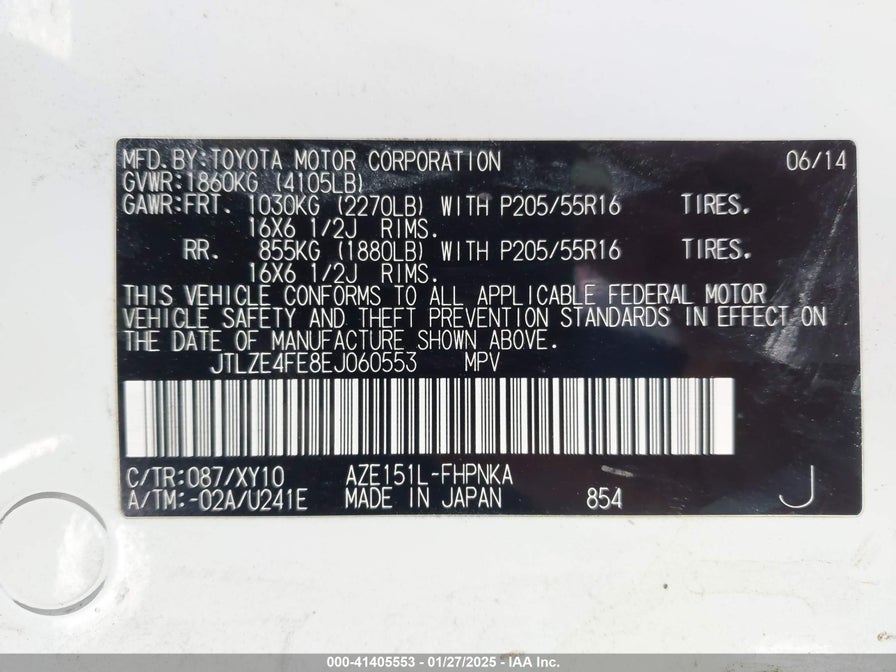 MFD.BY:TOYOTA MOTOR CORPORATION 06/14
GVWR:1860KG (4105LB)
GAWR:FRT. 1030KG (2270LB) WITH P205/55R16 TIRES.
16X6 1/2J RIMS.
RR. 855KG (1880LB) WITH P205/55R16 TIRES.
16X6 1/2J RIMS.
THIS VEHICLE CONFORMS TO ALL APPLICABLE FEDERAL MOTOR
VEHICLE SAFETY AND THEFT PREVENTION STANDARDS IN EFFECT ON
THE DATE OF MANUFACTURE SHOWN ABOVE.
JTLZE4FE8EJ060553 MPV
C/TR:087/XY10 AZE151L-FHPNKA
A/TM:-02A/U241E MADE IN JAPAN 854 J
000-41405553 - 01/27/2025 - IAA Inc.